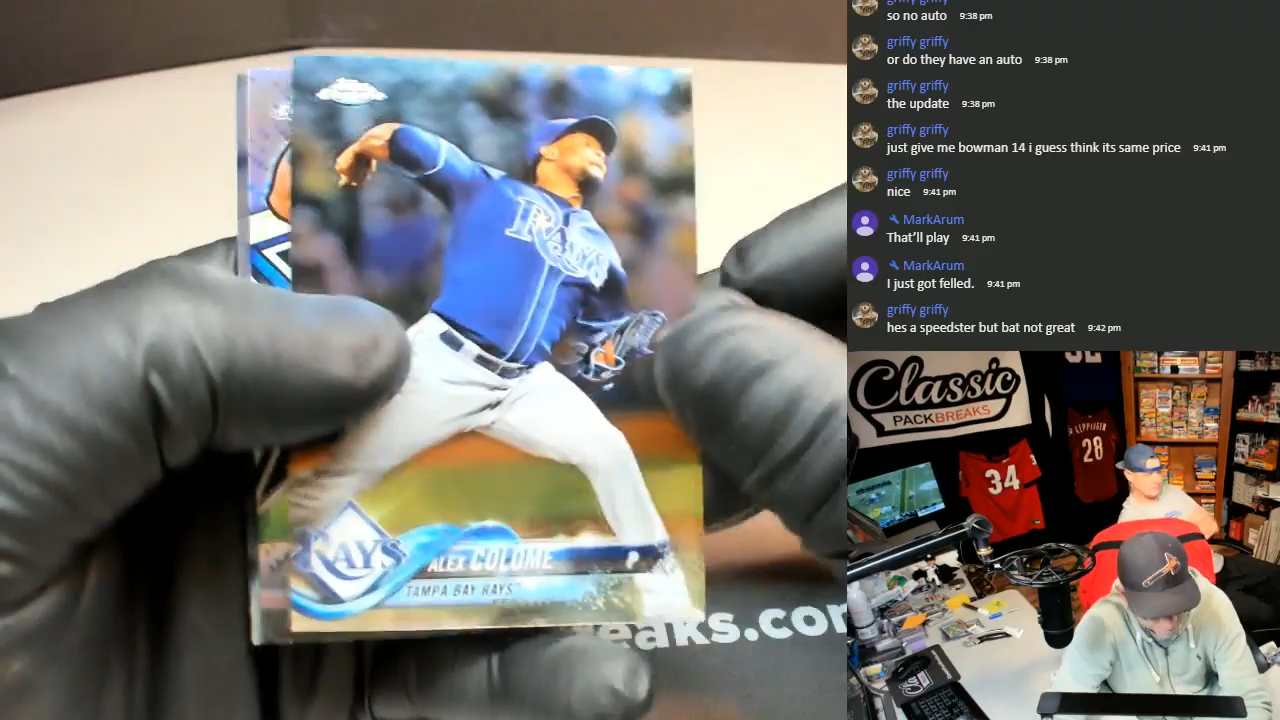 RAYS
RAYS
ALEX COLOME
P
TAMPA BAY RAYS
eaks.com
so no auto 9:38 pm
griffy griffy
or do they have an auto 9:38 pm
griffy griffy
the update 9:38 pm
griffy griffy
just give me bowman 14 i guess think its same price 9:41 pm
griffy griffy
nice 9:41 pm
MarkArum
That'll play 9:41 pm
MarkArum
I just got felled. 9:41 pm
griffy griffy
hes a speedster but bat not great 9:42 pm
Classic
PACKBREAKS
34
LEPPINGER
28